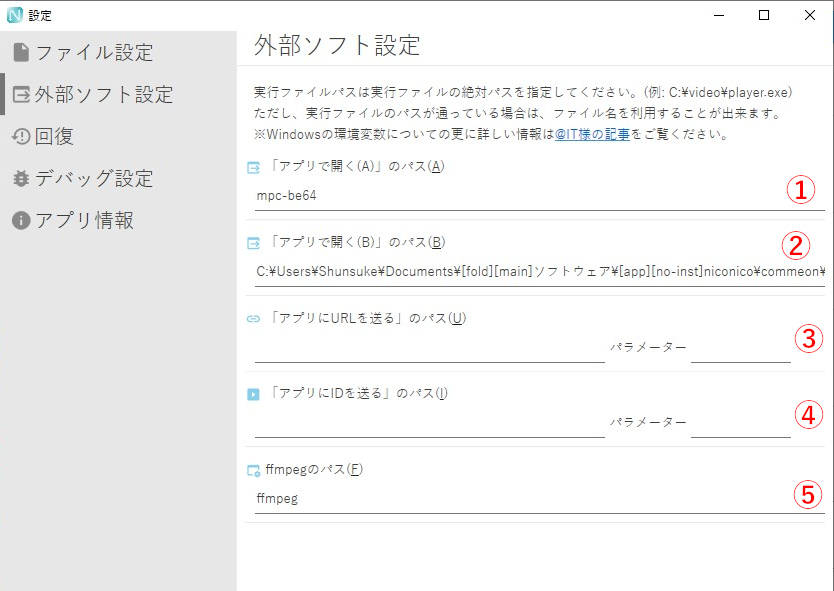 設定
ファイル設定
外部ソフト設定
回復
デバッグ設定
アプリ情報
外部ソフト設定
実行ファイルパスは実行ファイルの絶対パスを指定してください。(例: C:¥video¥player.exe)
ただし、実行ファイルのパスが通っている場合は、ファイル名を利用することが出来ます。
※Windowsの環境変数についての更に詳しい情報は@IT様の記事をご覧ください。
「アプリで開く(A)」のパス(A)
mpc-be64
①
「アプリで開く(B)」のパス(B)
②
C:¥Users¥Shunsuke¥Documents¥[fold][main]ソフトウェア¥[app][no-inst]niconico¥commeon¥
「アプリにURLを送る」のパス(U)
パラメーター
③
「アプリにIDを送る」のパス(I)
パラメーター
④
ffmpegのパス(F)
ffmpeg
⑤